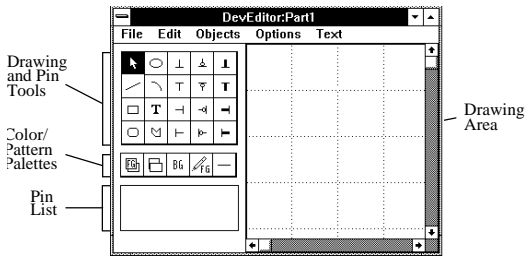 DevEditor:Part1
File Edit Objects Options Text
Drawing
and Pin
Tools
T
Color/
Pattern
Palettes
FG BG FG
Pin
List
Drawing
Area